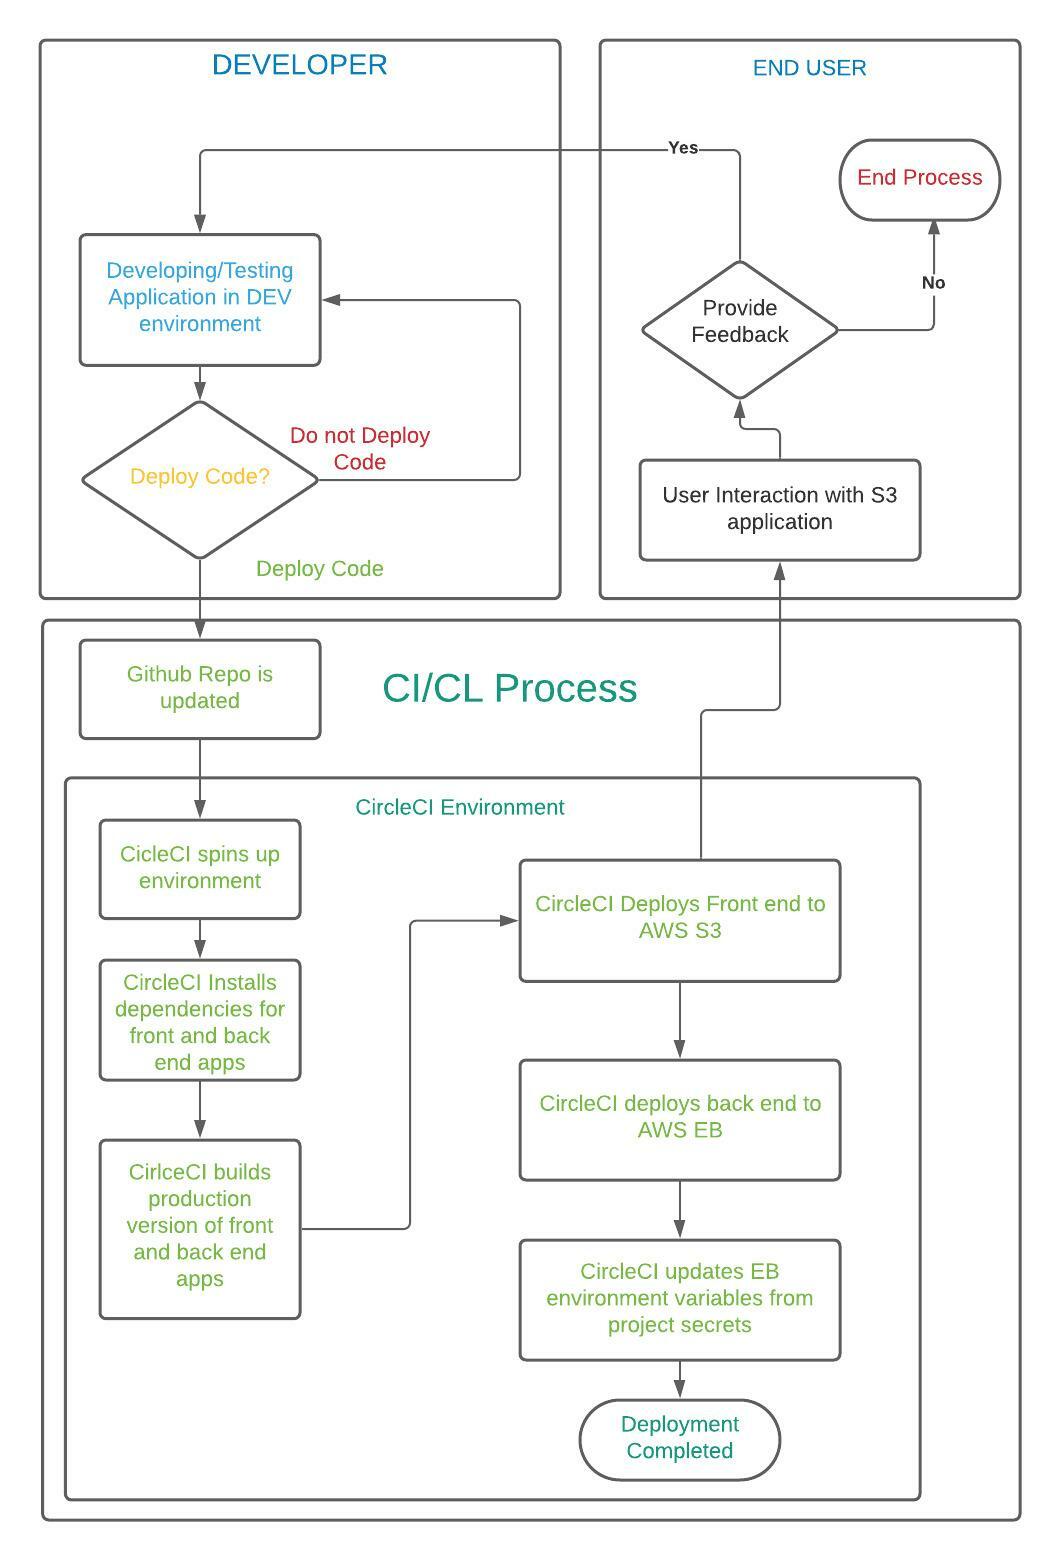 DEVELOPER
Yes
Developing/Testing
Application in DEV
environment
Deploy Code?
Do not Deploy
Code
Deploy Code
END USER
End Process
No
Provide
Feedback
User Interaction with S3
application
Github Repo is
updated
CI/CL Process
CircleCI Environment
CicleCI spins up
environment
CircleCI Installs
dependencies for
front and back
end apps
CirlceCI builds
production
version of front
and back end
apps
CircleCI Deploys Front end to
AWS S3
CircleCI deploys back end to
AWS EB
CircleCI updates EB
environment variables from
project secrets
Deployment
Completed